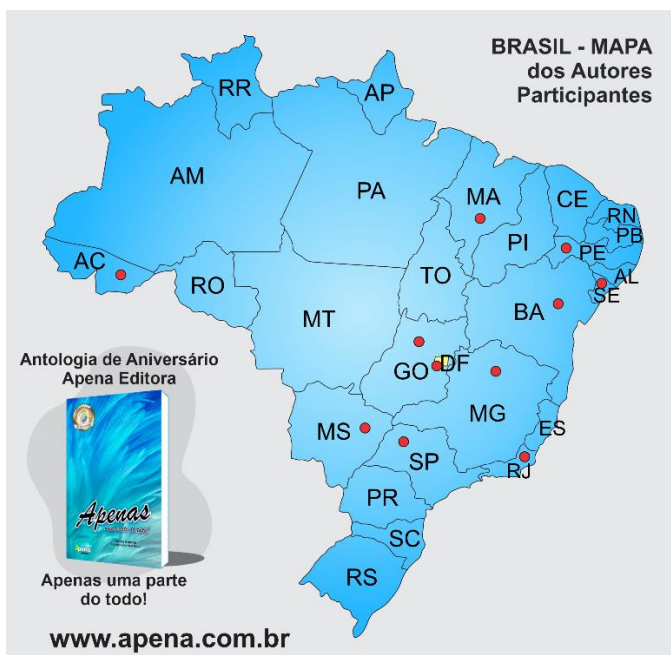 BRASIL - MAPA
dos Autores
Participantes
RR
AP
AM
PA
MA
CE
RN
PB
PI
PE
AC
AL
TO
SE
RO
BA
MT
GO
DF
MG
MS
ES
SP
RJ
PR
SC
RS
Antologia de Aniversário
Apena Editora
Apenas
Apenas uma parte
do todo!
www.apena.com.br